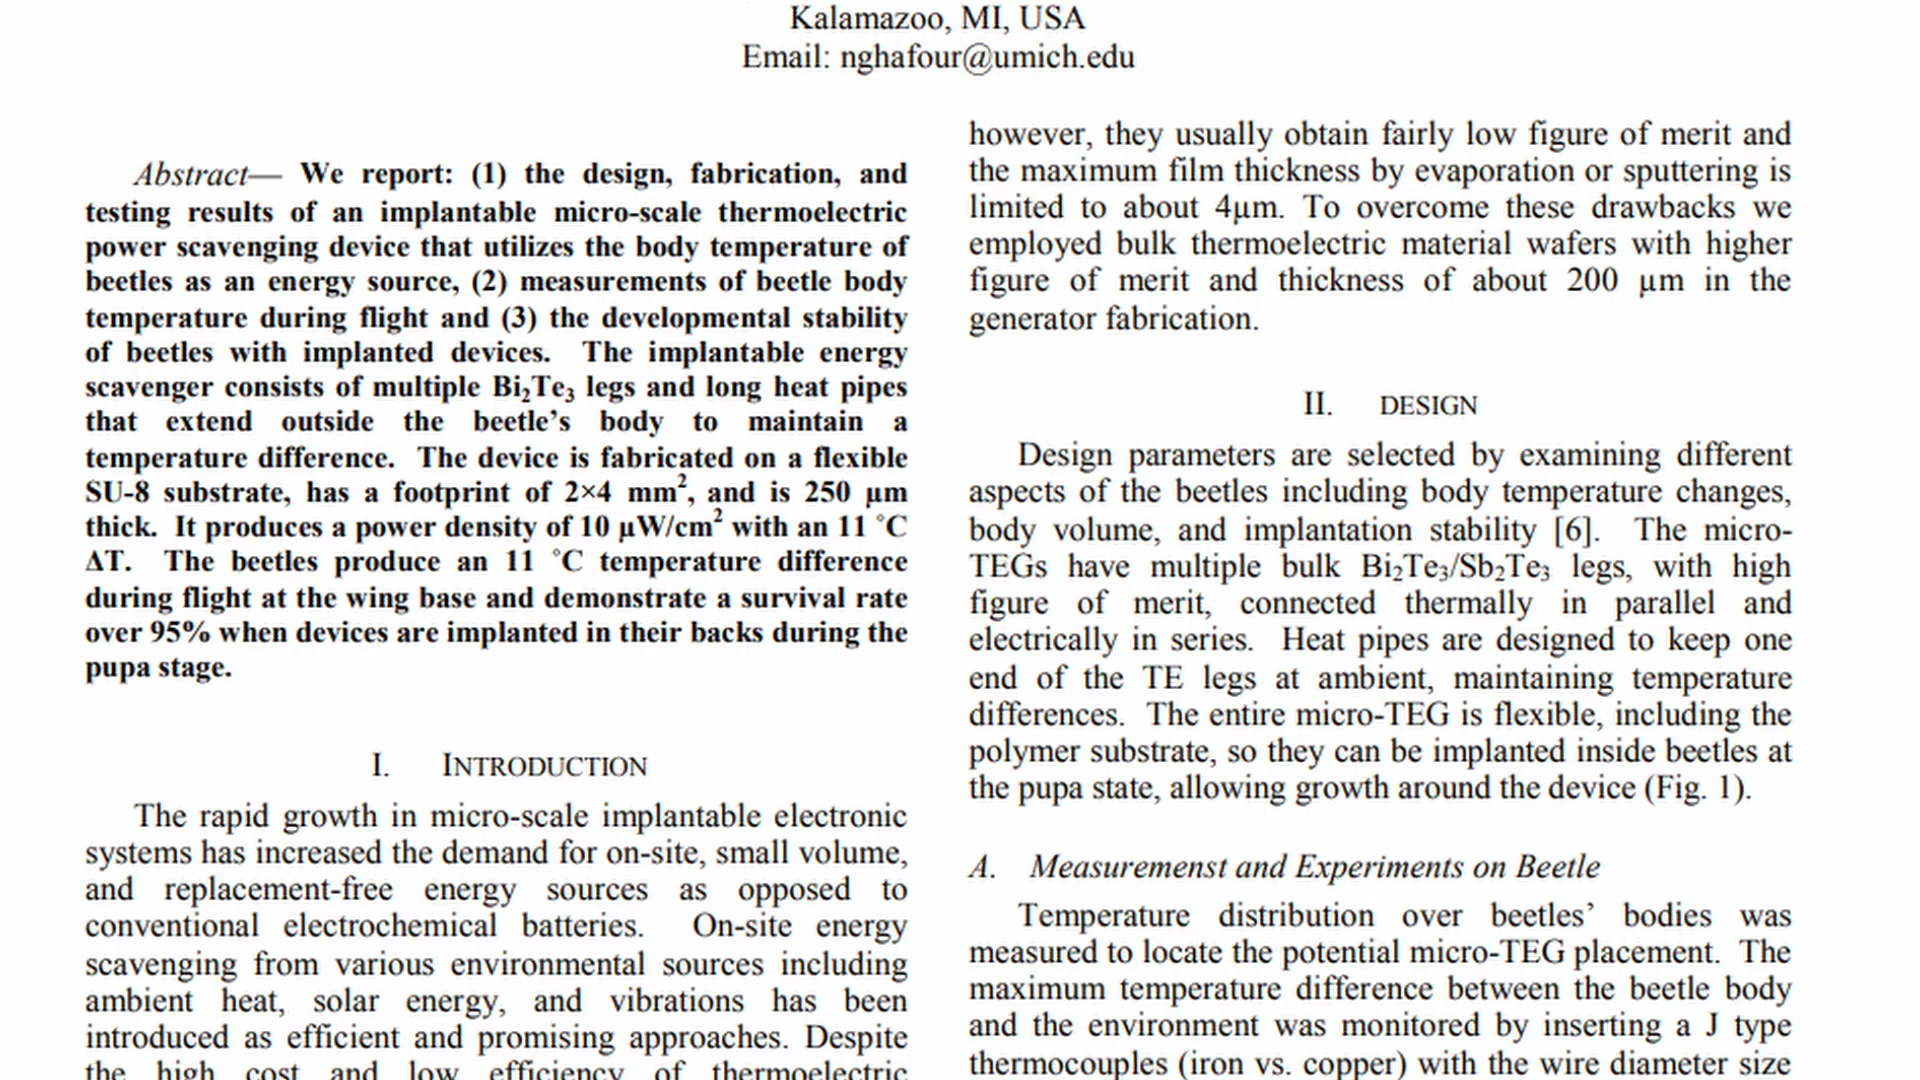 Kalamazoo, MI, USA
Email: nghafour@umich.edu
Abstract— We report: (1) the design, fabrication, and
testing results of an implantable micro-scale thermoelectric
power scavenging device that utilizes the body temperature of
beetles as an energy source, (2) measurements of beetle body
temperature during flight and (3) the developmental stability
of beetles with implanted devices. The implantable energy
scavenger consists of multiple Bi₂Te₃ legs and long heat pipes
that extend outside the beetle’s body to maintain a
temperature difference. The device is fabricated on a flexible
SU-8 substrate, has a footprint of 2×4 mm², and is 250 µm
thick. It produces a power density of 10 µW/cm² with an 11 °C
ΔT. The beetles produce an 11 °C temperature difference
during flight at the wing base and demonstrate a survival rate
over 95% when devices are implanted in their backs during the
pupa stage.
I. INTRODUCTION
The rapid growth in micro-scale implantable electronic
systems has increased the demand for on-site, small volume,
and replacement-free energy sources as opposed to
conventional electrochemical batteries. On-site energy
scavenging from various environmental sources including
ambient heat, solar energy, and vibrations has been
introduced as efficient and promising approaches. Despite
the high cost and low efficiency of thermoelectric
however, they usually obtain fairly low figure of merit and
the maximum film thickness by evaporation or sputtering is
limited to about 4µm. To overcome these drawbacks we
employed bulk thermoelectric material wafers with higher
figure of merit and thickness of about 200 µm in the
generator fabrication.
II. DESIGN
Design parameters are selected by examining different
aspects of the beetles including body temperature changes,
body volume, and implantation stability [6]. The micro-
TEGs have multiple bulk Bi₂Te₃/Sb₂Te₃ legs, with high
figure of merit, connected thermally in parallel and
electrically in series. Heat pipes are designed to keep one
end of the TE legs at ambient, maintaining temperature
differences. The entire micro-TEG is flexible, including the
polymer substrate, so they can be implanted inside beetles at
the pupa state, allowing growth around the device (Fig. 1).
A. Measuremenst and Experiments on Beetle
Temperature distribution over beetles’ bodies was
measured to locate the potential micro-TEG placement. The
maximum temperature difference between the beetle body
and the environment was monitored by inserting a J type
thermocouples (iron vs. copper) with the wire diameter size